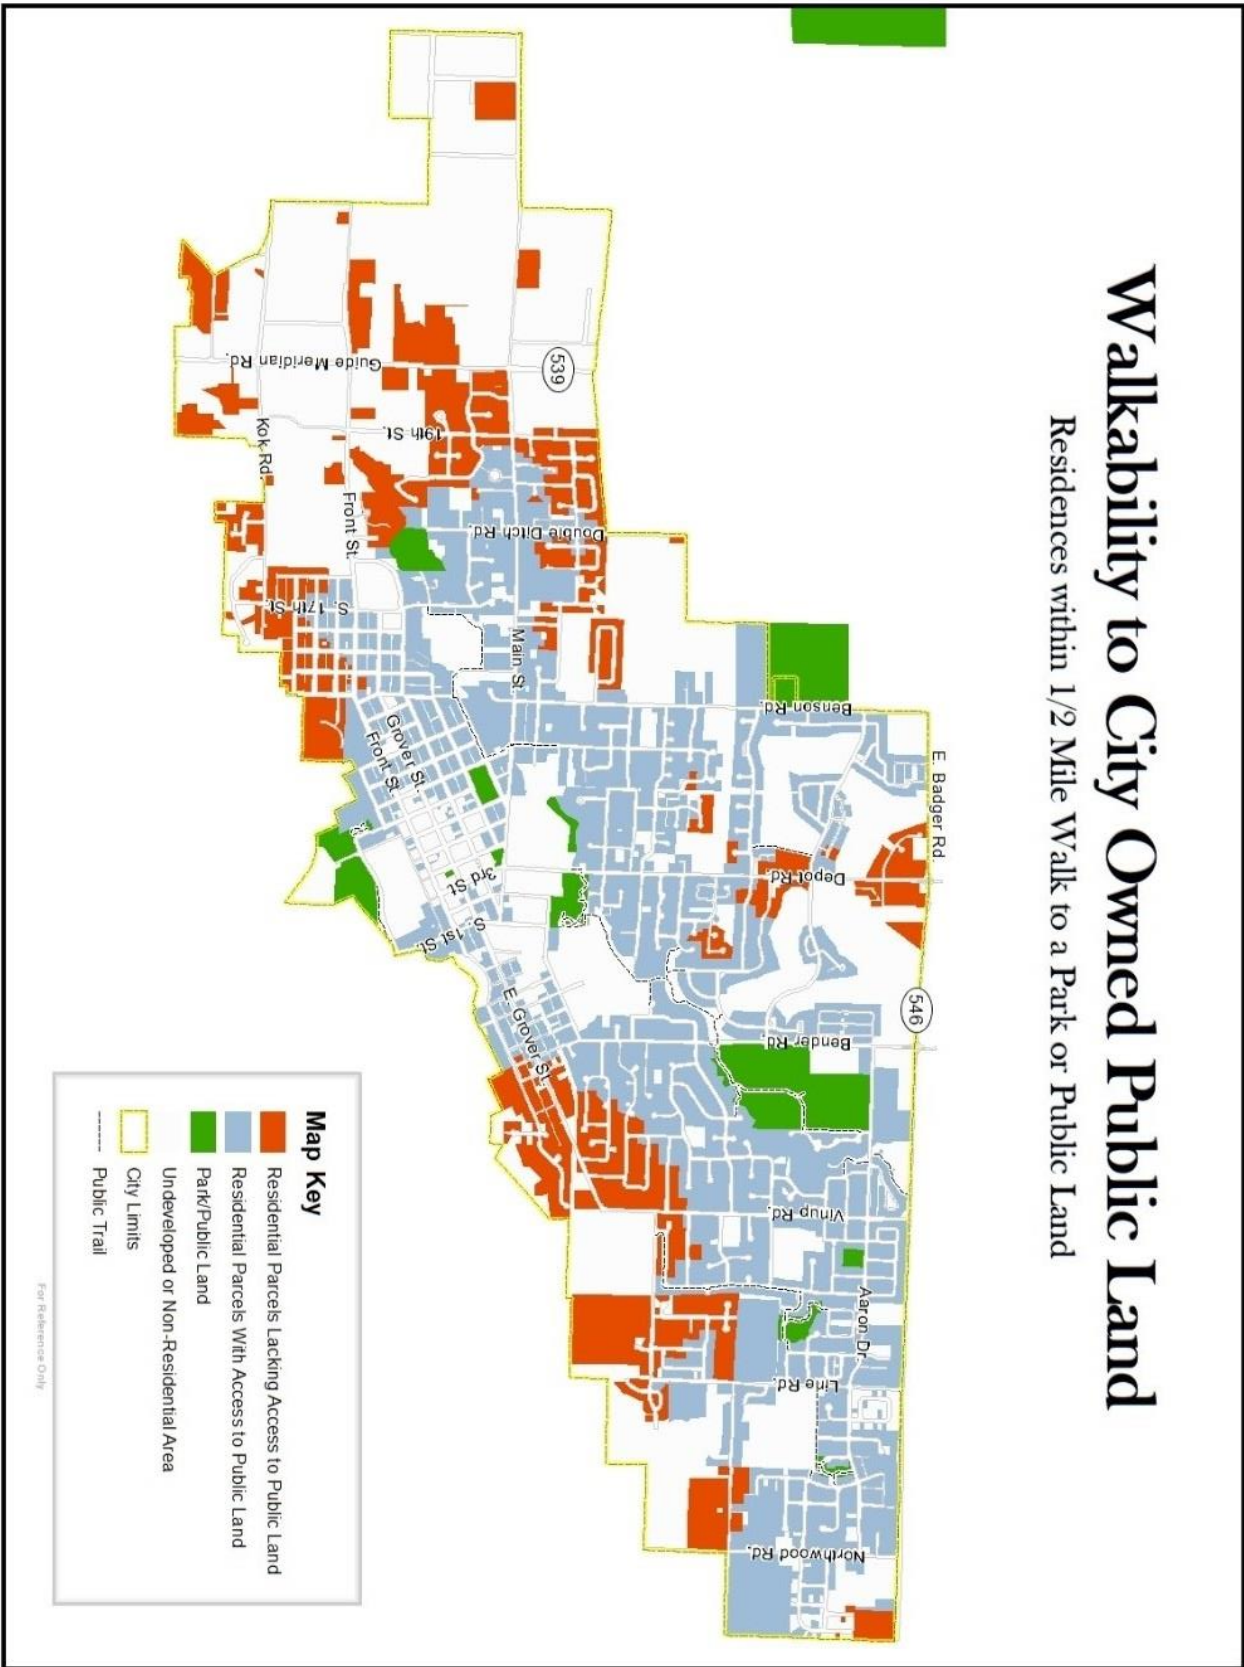 Walkability to City Owned Public Land
Residences within 1/2 Mile Walk to a Park or Public Land
E. Badger Rd.
546
539
Benson Rd.
Depot Rd.
Bender Rd.
Vinup Rd.
Aaron Dr
Line Rd.
Northwood Rd.
Double Ditch Rd.
Main St.
Guide Meridian Rd.
19th St.
Kok Rd.
Front St.
S. 17th St.
Grover St.
Front St.
3rd St
S. 1st St.
E. Grover St.
Map Key
Residential Parcels Lacking Access to Public Land
Residential Parcels With Access to Public Land
Park/Public Land
Undeveloped or Non-Residential Area
City Limits
Public Trail
For Reference Only